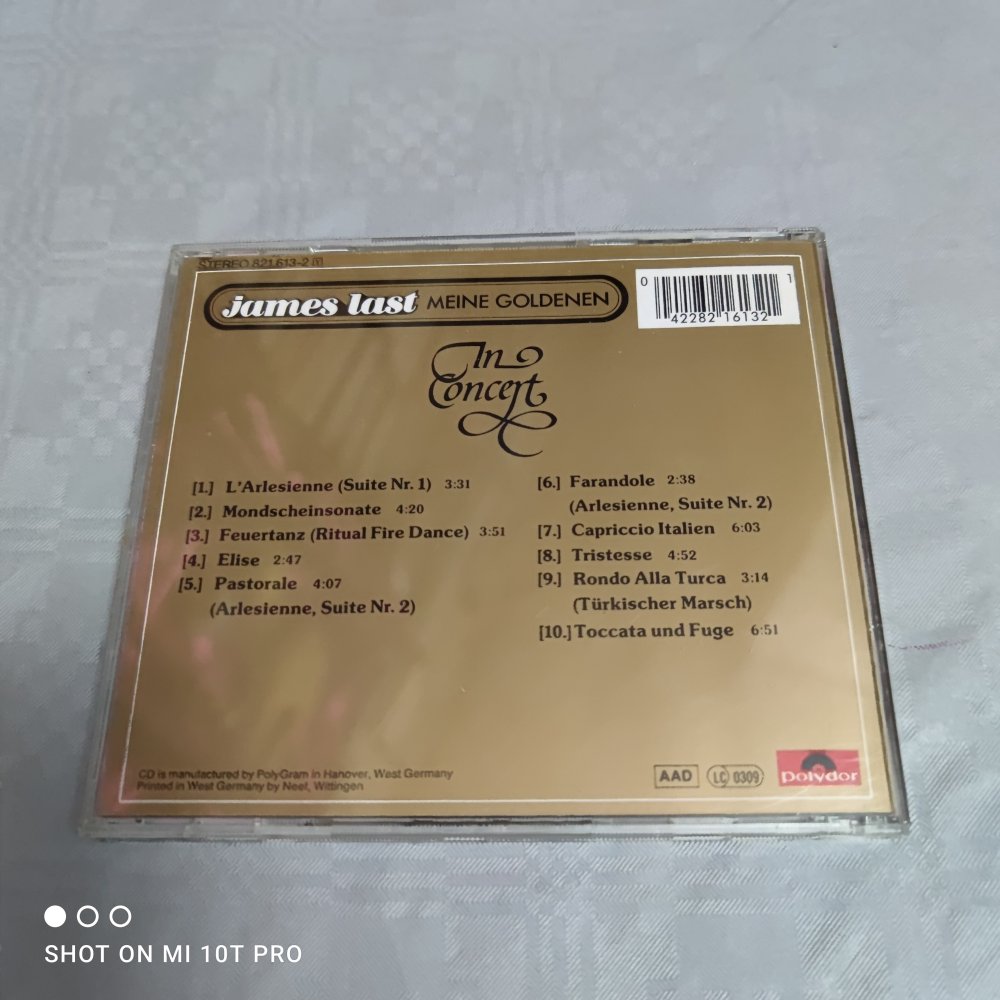 STEREO 821 613-2 Y
james last MEINE GOLDENEN
0 42282 16132 1
In
Concert
[1.] L'Arlesienne (Suite Nr. 1) 3:31
[2.] Mondscheinsonate 4:20
[3.] Feuertanz (Ritual Fire Dance) 3:51
[4.] Elise 2:47
[5.] Pastorale 4:07
(Arlesienne, Suite Nr. 2)
[6.] Farandole 2:38
(Arlesienne, Suite Nr. 2)
[7.] Capriccio Italien 6:03
[8.] Tristesse 4:52
[9.] Rondo Alla Turca 3:14
(Türkischer Marsch)
[10.] Toccata und Fuge 6:51
CD is manufactured by PolyGram in Hanover, West Germany
Printed in West Germany by Neef, Wittingen
AAD
LC 0309
polydor
SHOT ON MI 10T PRO